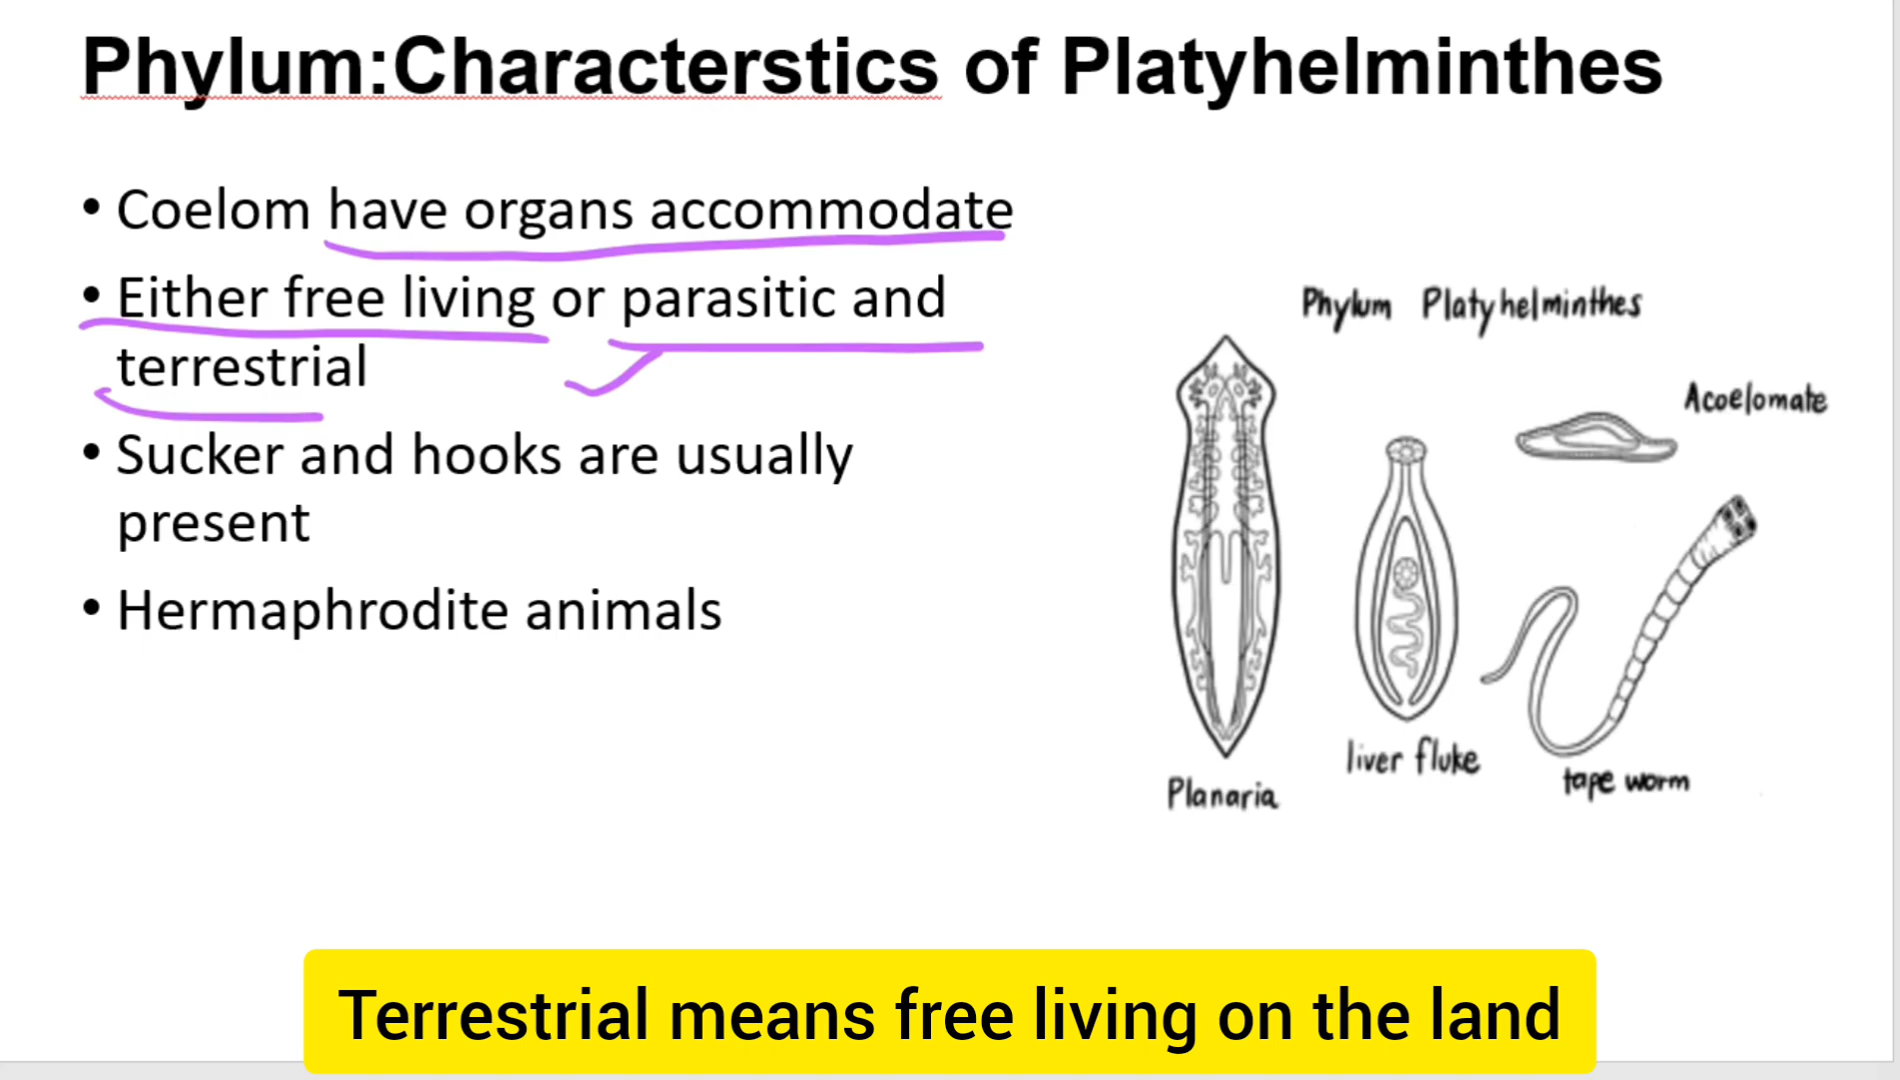 Phylum:Characterstics of Platyhelminthes
• Coelom have organs accommodate
• Either free living or parasitic and
terrestrial
• Sucker and hooks are usually
present
• Hermaphrodite animals
Phylum Platyhelminthes
Acoelomate
Planaria
liver fluke
tape worm
Terrestrial means free living on the land